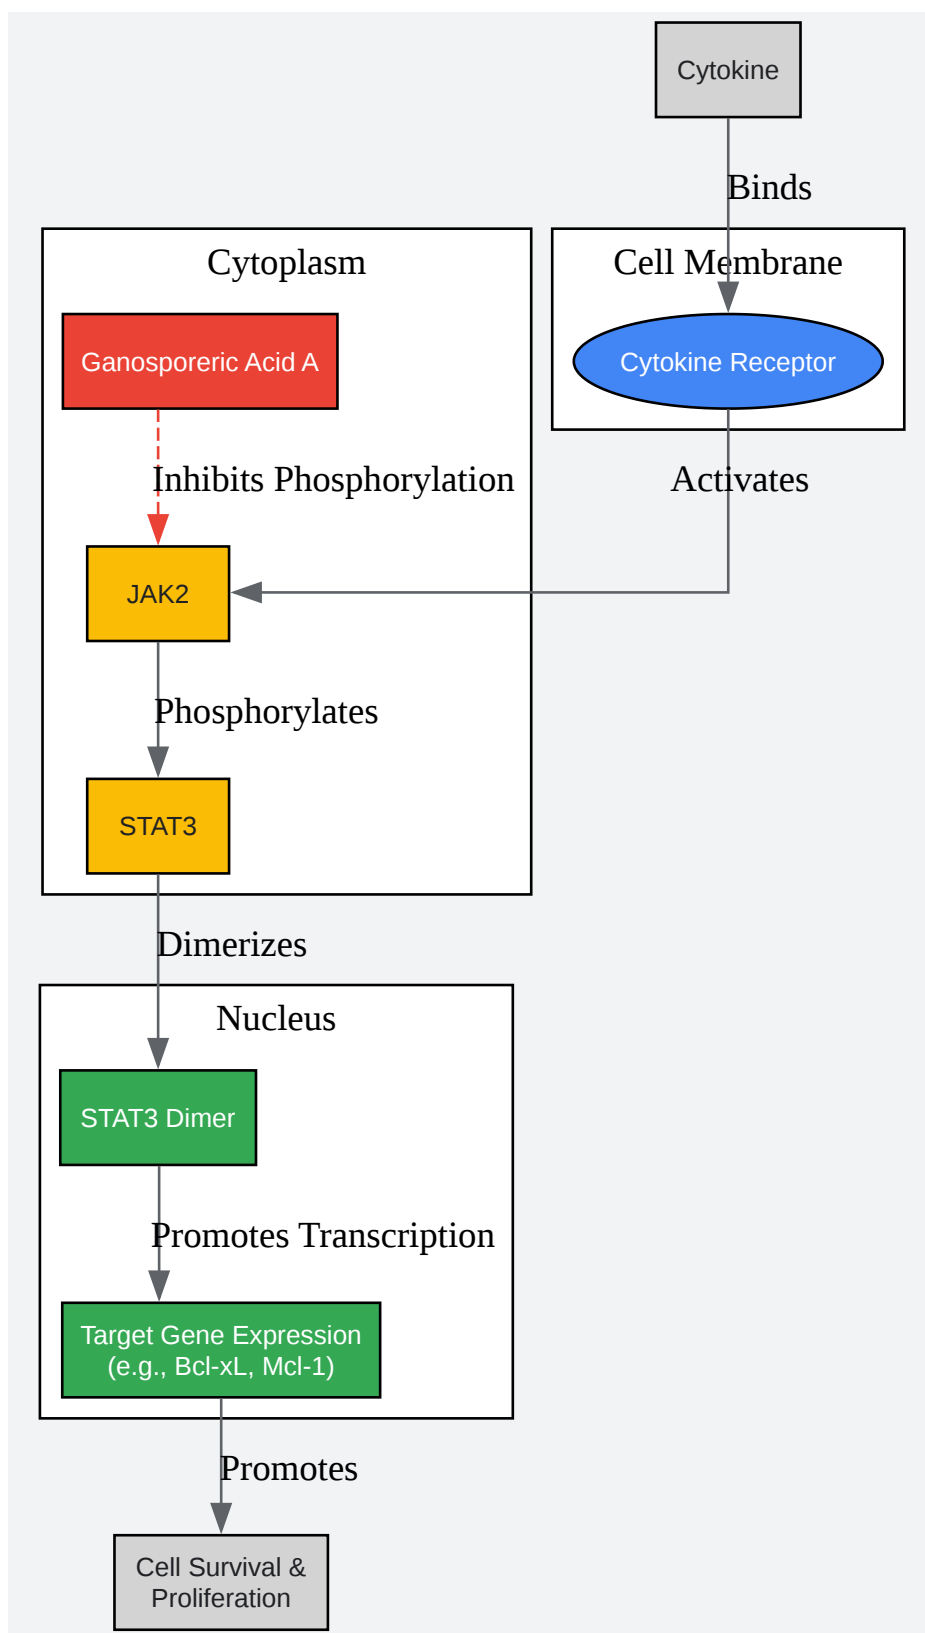 Cytokine
Binds
Cytoplasm
Cell Membrane
Ganosporeric Acid A
Cytokine Receptor
Inhibits Phosphorylation
Activates
JAK2
Phosphorylates
STAT3
Dimerizes
Nucleus
STAT3 Dimer
Promotes Transcription
Target Gene Expression
(e.g., Bcl-xL, Mcl-1)
Promotes
Cell Survival &
Proliferation